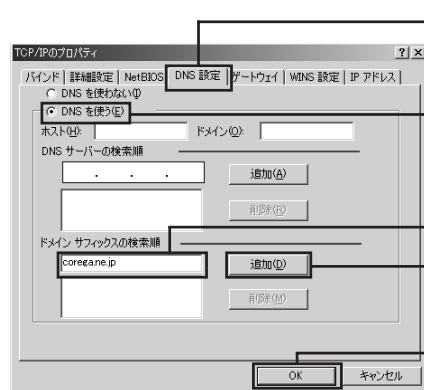 TCP/IPのプロパティ
バインド 詳細設定 NetBIOS DNS 設定 ゲートウェイ WINS 設定 IP アドレス
DNS を使わない(I)
DNS を使う(E)
ホスト(H): ドメイン(O):
DNS サーバーの検索順
. . . 追加(A)
削除(R)
ドメイン サフィックスの検索順
corega.ne.jp 追加(D)
削除(M)
OK キャンセル